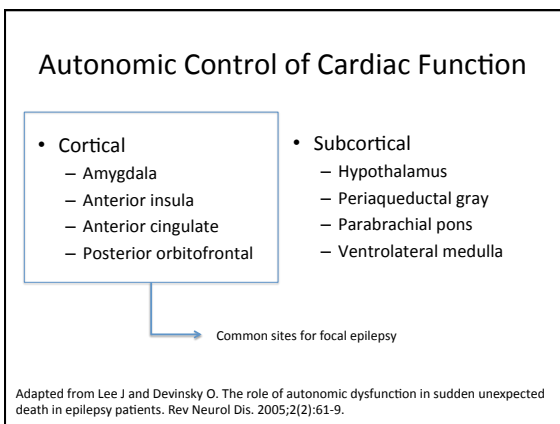 Autonomic Control of Cardiac Function
• Cortical
– Amygdala
– Anterior insula
– Anterior cingulate
– Posterior orbitofrontal
• Subcortical
– Hypothalamus
– Periaqueductal gray
– Parabrachial pons
– Ventrolateral medulla
Common sites for focal epilepsy
Adapted from Lee J and Devinsky O. The role of autonomic dysfunction in sudden unexpected
death in epilepsy patients. Rev Neurol Dis. 2005;2(2):61-9.